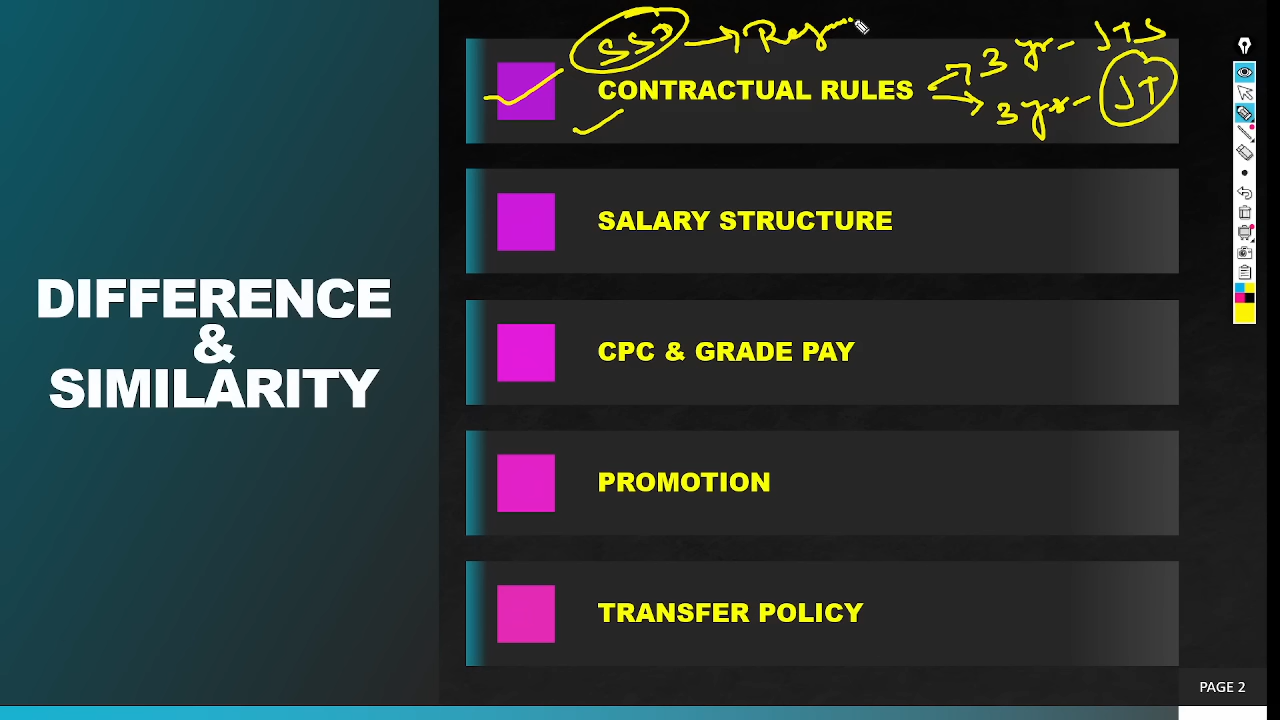 DIFFERENCE
&
SIMILARITY
SSD →
CONTRACTUAL RULES
3 yr - JTS
3 yr - JT
SALARY STRUCTURE
CPC & GRADE PAY
PROMOTION
TRANSFER POLICY
PAGE 2